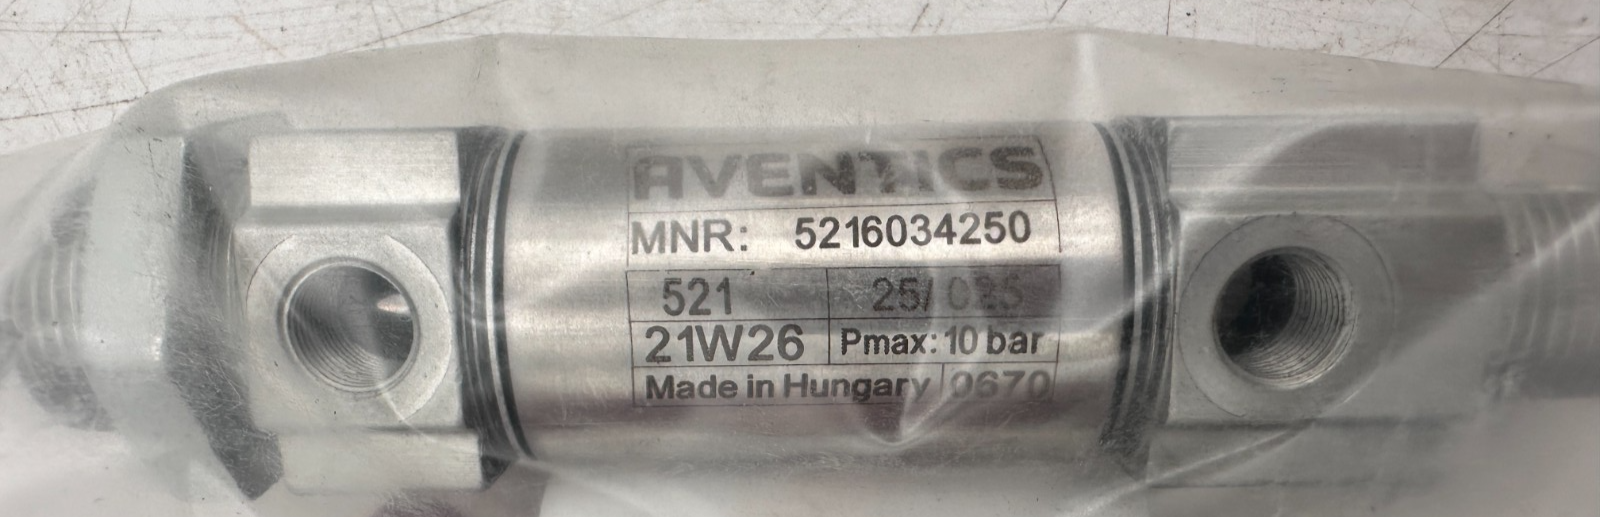 AVENTICS
MNR: 5216034250
521 25/025
21W26 Pmax: 10 bar
Made in Hungary 0670